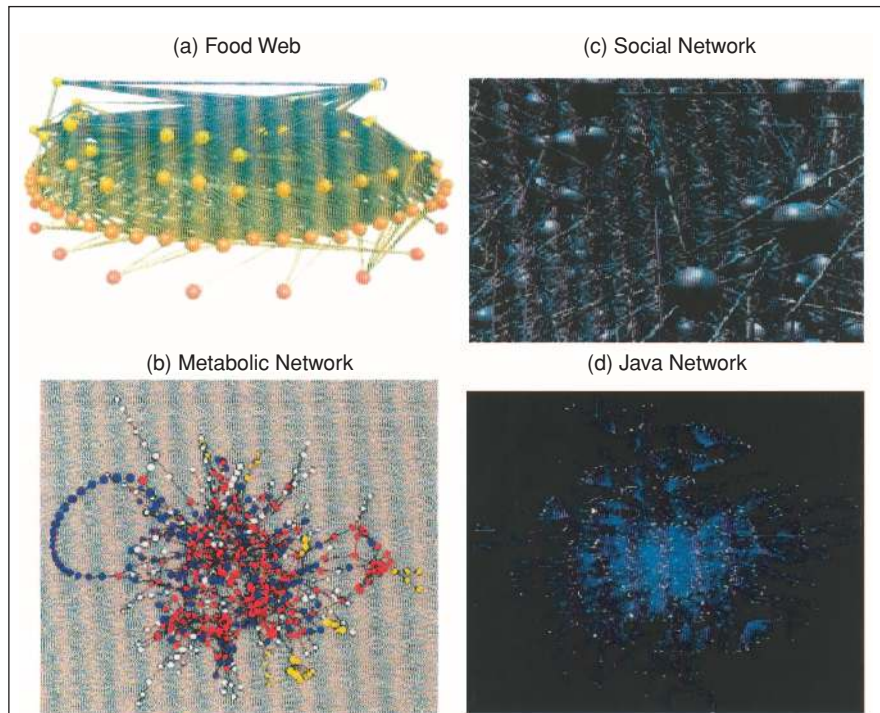 (a) Food Web
(c) Social Network
(b) Metabolic Network
(d) Java Network